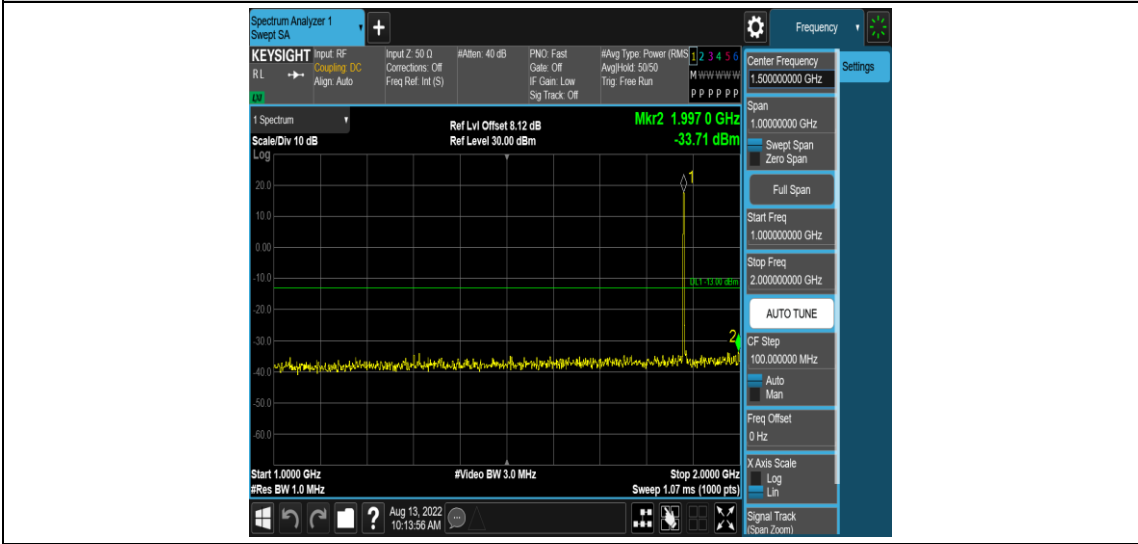 Spectrum Analyzer 1
Swept SA
Frequency
KEYSIGHT
RL
Input: RF
Coupling: DC
Align: Auto
Input Z: 50 Ω
Corrections: Off
Freq Ref: Int (S)
#Atten: 40 dB
PNO: Fast
Gate: Off
IF Gain: Low
Sig Track: Off
#Avg Type: Power (RMS
Avg|Hold: 50/50
Trig: Free Run
1 2 3 4 5 6
M W W W W W
P P P P P P
1 Spectrum
Scale/Div 10 dB
Log
Ref Lvl Offset 8.12 dB
Ref Level 30.00 dBm
Mkr2 1.997 0 GHz
-33.71 dBm
1
20.0
10.0
0.00
-10.0
DL1 -13.00 dBm
-20.0
2
-30.0
-40.0
-50.0
-60.0
Start 1.0000 GHz
#Res BW 1.0 MHz
#Video BW 3.0 MHz
Stop 2.0000 GHz
Sweep 1.07 ms (1000 pts)
?
Aug 13, 2022
10:13:56 AM
Center Frequency
1.500000000 GHz
Settings
Span
1.00000000 GHz
Swept Span
Zero Span
Full Span
Start Freq
1.000000000 GHz
Stop Freq
2.000000000 GHz
AUTO TUNE
CF Step
100.000000 MHz
Auto
Man
Freq Offset
0 Hz
X Axis Scale
Log
Lin
Signal Track
(Span Zoom)